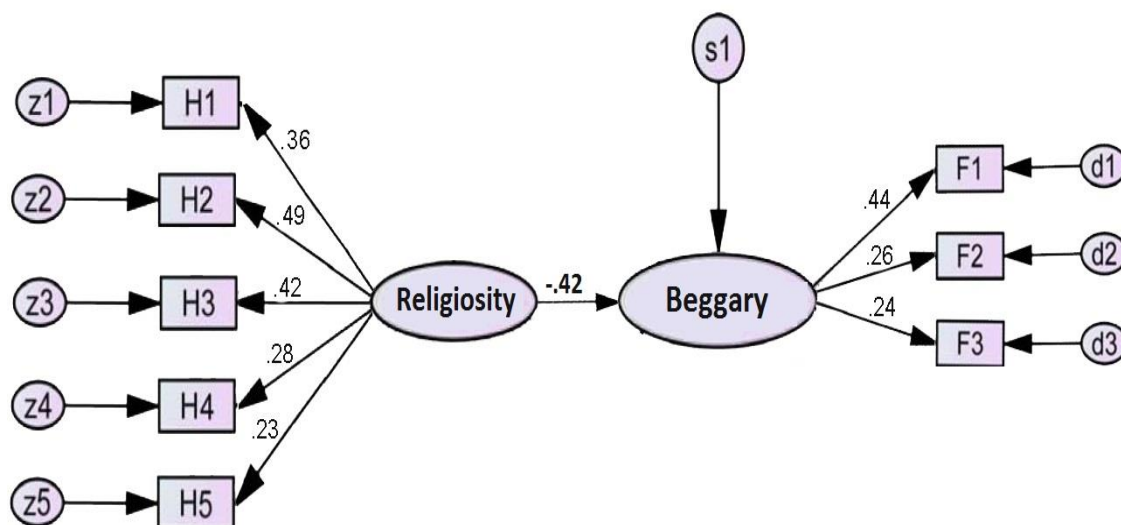 s1
z1 H1
.36
z2 H2
.49
z3 H3
.42
z4 H4
.28
z5 H5
.23
Religiosity
-.42
Beggary
.44
F1 d1
.26
F2 d2
.24
F3 d3